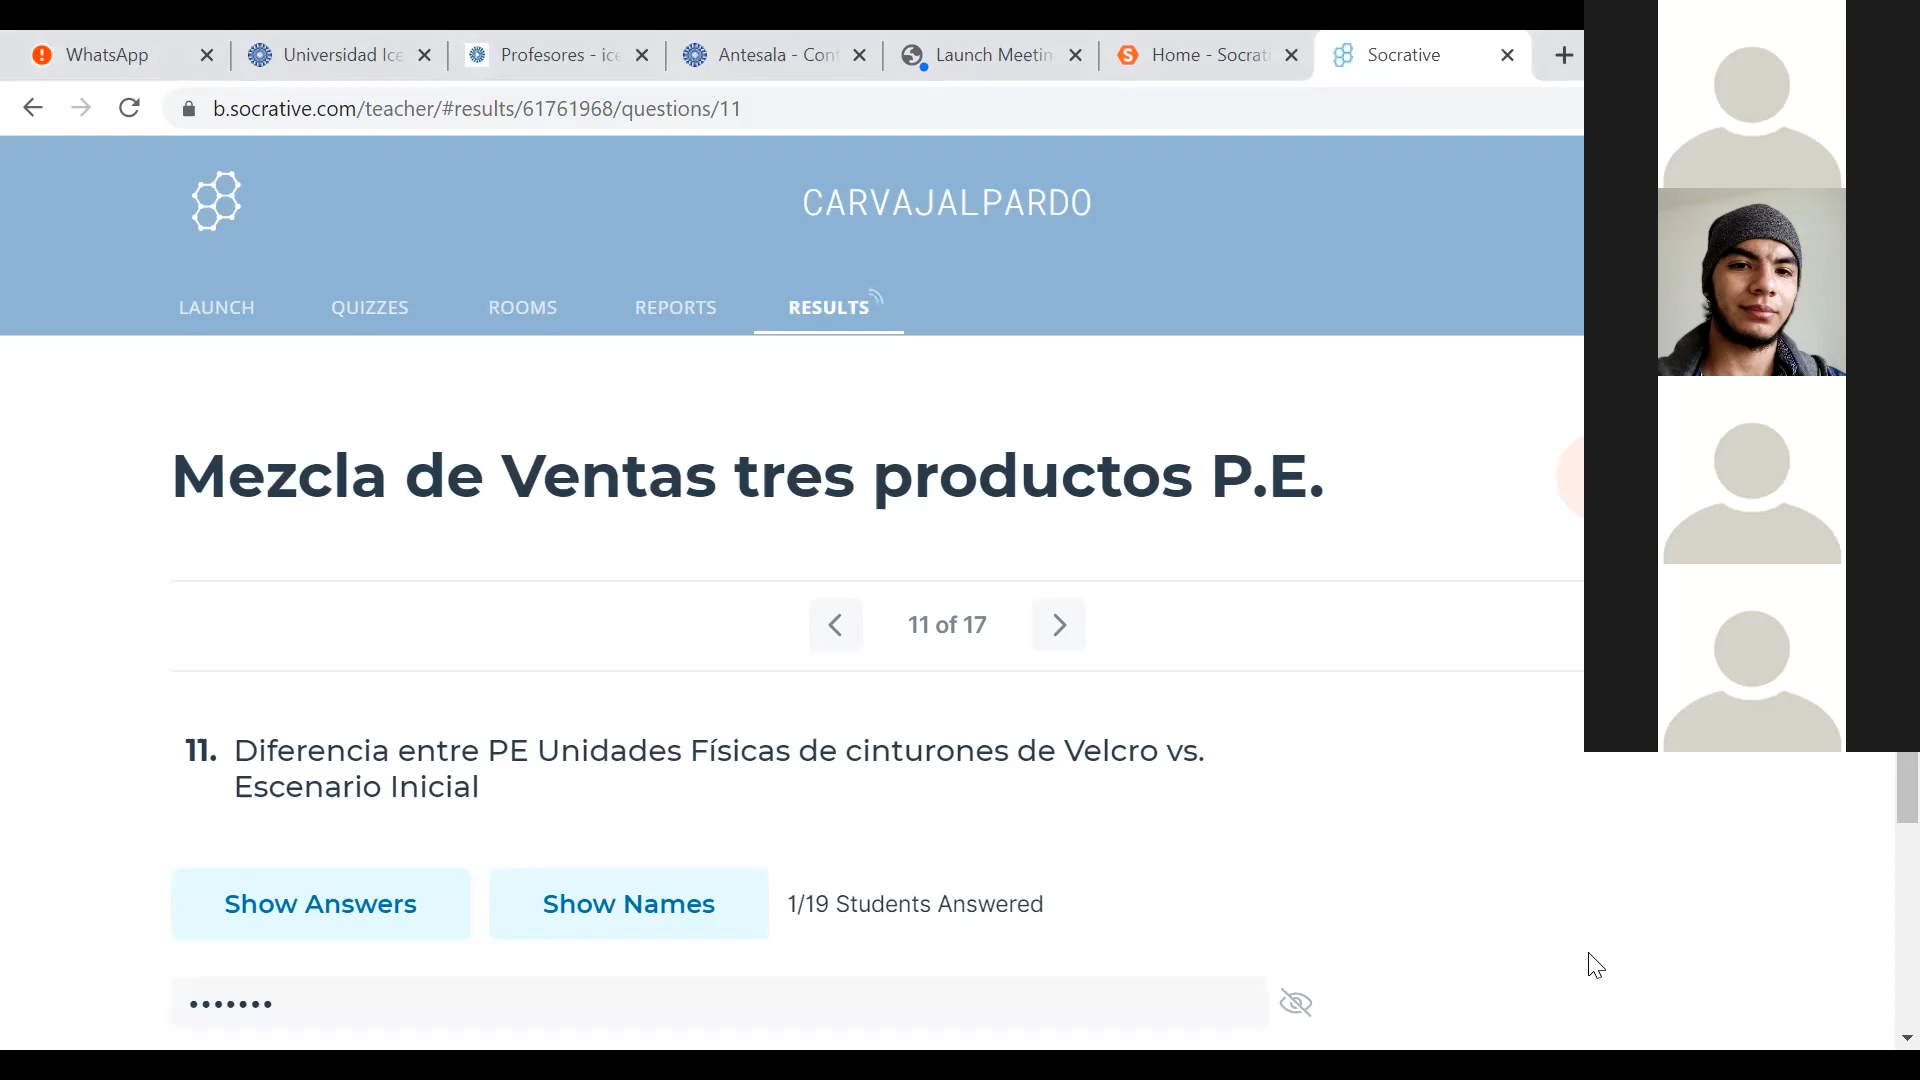 WhatsApp
Universidad Ice
Profesores - ice
Antesala - Conf
Launch Meetin
Home - Socrati
Socrative
b.socrative.com/teacher/#results/61761968/questions/11
CARVAJALPARDO
LAUNCH
QUIZZES
ROOMS
REPORTS
RESULTS
Mezcla de Ventas tres productos P.E.
11 of 17
11. Diferencia entre PE Unidades Físicas de cinturones de Velcro vs.
Escenario Inicial
Show Answers
Show Names
1/19 Students Answered
•••••••